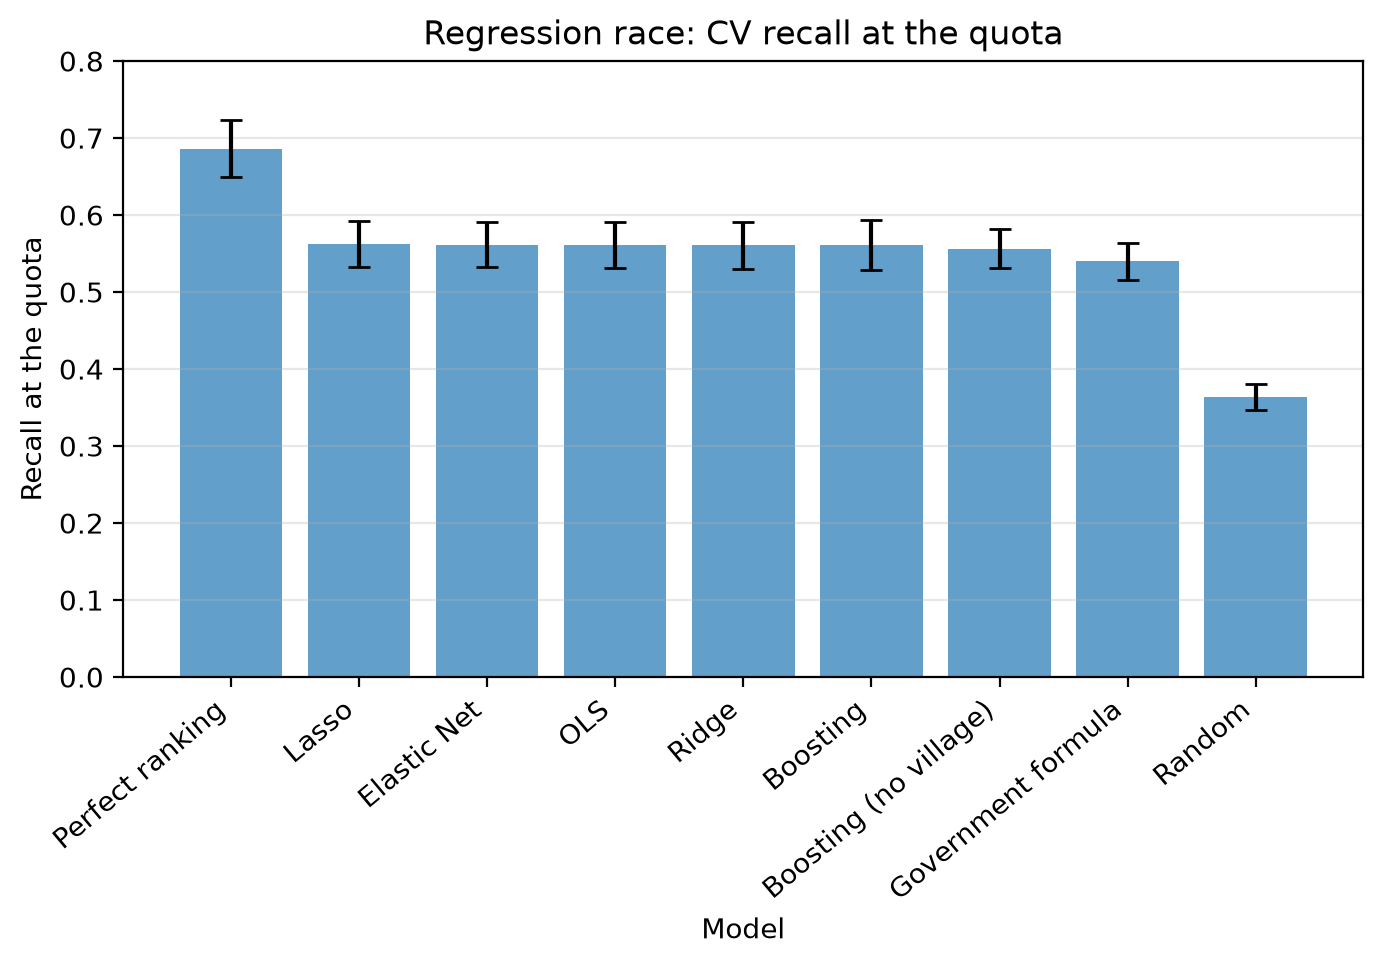 Regression race: CV recall at the quota
Recall at the quota
0.8
0.7
0.6
0.5
0.4
0.3
0.2
0.1
0.0
Perfect ranking
Lasso
Elastic Net
OLS
Ridge
Boosting
Boosting (no village)
Government formula
Random
Model